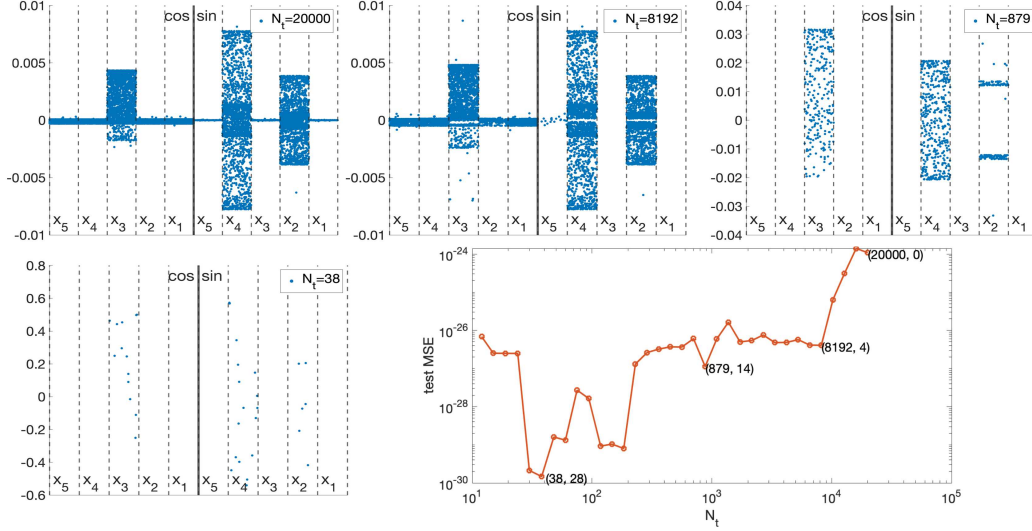 0.01
0.005
0
-0.005
-0.01
cos sin
N_t=20000
x_5 x_4 x_3 x_2 x_1 x_5 x_4 x_3 x_2 x_1
0.01
0.005
0
-0.005
-0.01
cos sin
N_t=8192
x_5 x_4 x_3 x_2 x_1 x_5 x_4 x_3 x_2 x_1
0.04
0.03
0.02
0.01
0
-0.01
-0.02
-0.03
-0.04
cos sin
N_t=879
x_5 x_4 x_3 x_2 x_1 x_5 x_4 x_3 x_2 x
0.8
0.6
0.4
0.2
0
-0.2
-0.4
-0.6
cos sin
N_t=38
x_5 x_4 x_3 x_2 x_1 x_5 x_4 x_3 x_2 x_1
test MSE
10^-24
10^-26
10^-28
10^-30
(20000, 0)
(8192, 4)
(879, 14)
(38, 28)
10^1 10^2 10^3 10^4 10^5
N_t